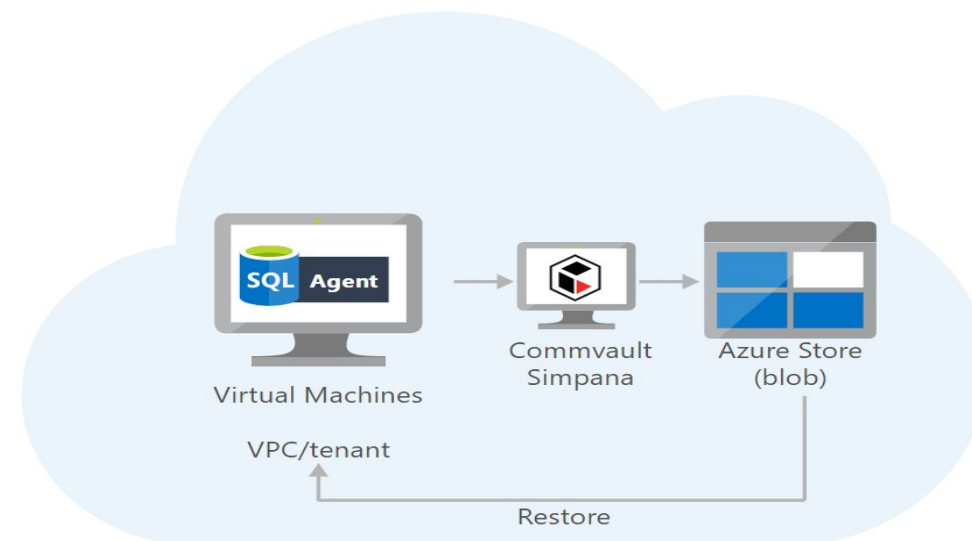 SQL Agent
Commvault
Simpana
Azure Store
(blob)
Virtual Machines
VPC/tenant
Restore